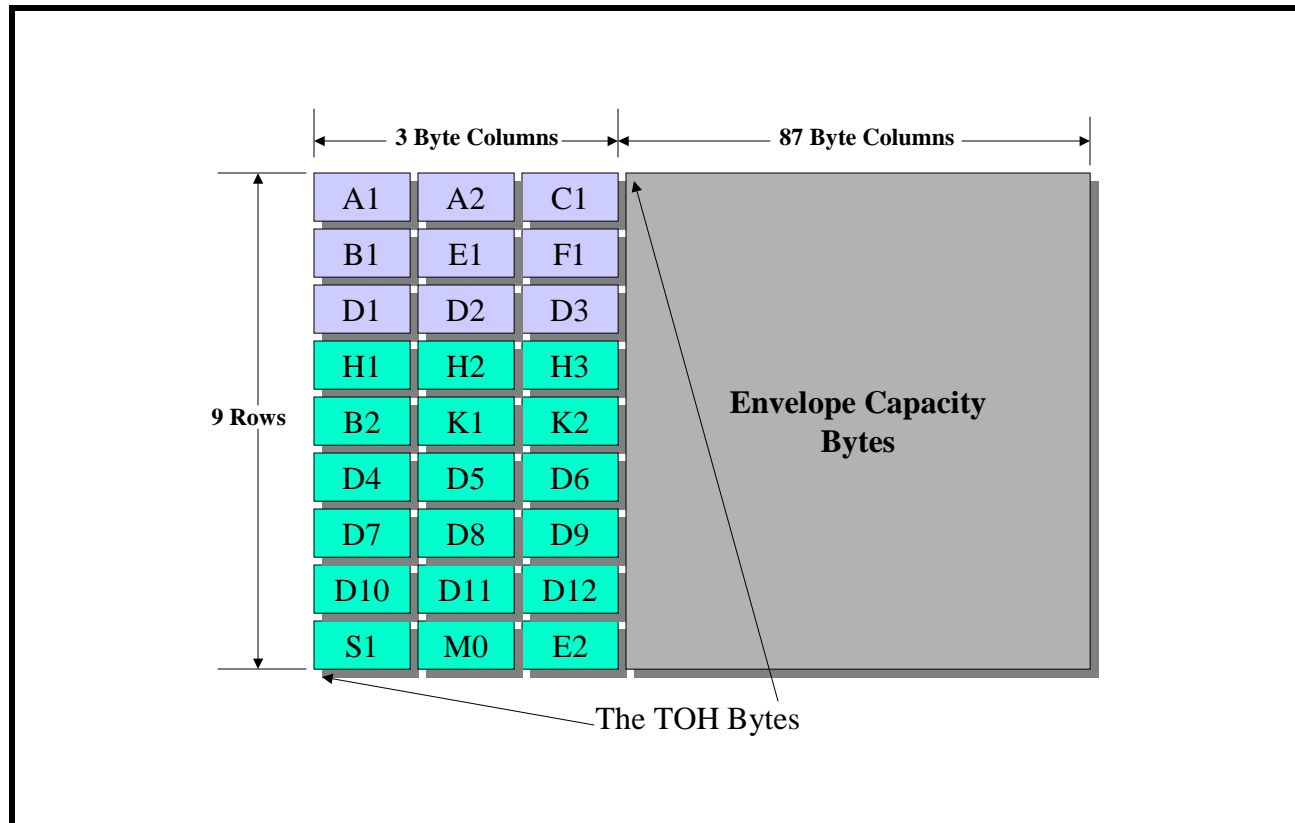 3 Byte Columns 87 Byte Columns
A1 A2 C1
B1 E1 F1
D1 D2 D3
H1 H2 H3
9 Rows B2 K1 K2
Envelope Capacity
Bytes
D4 D5 D6
D7 D8 D9
D10 D11 D12
S1 M0 E2
The TOH Bytes